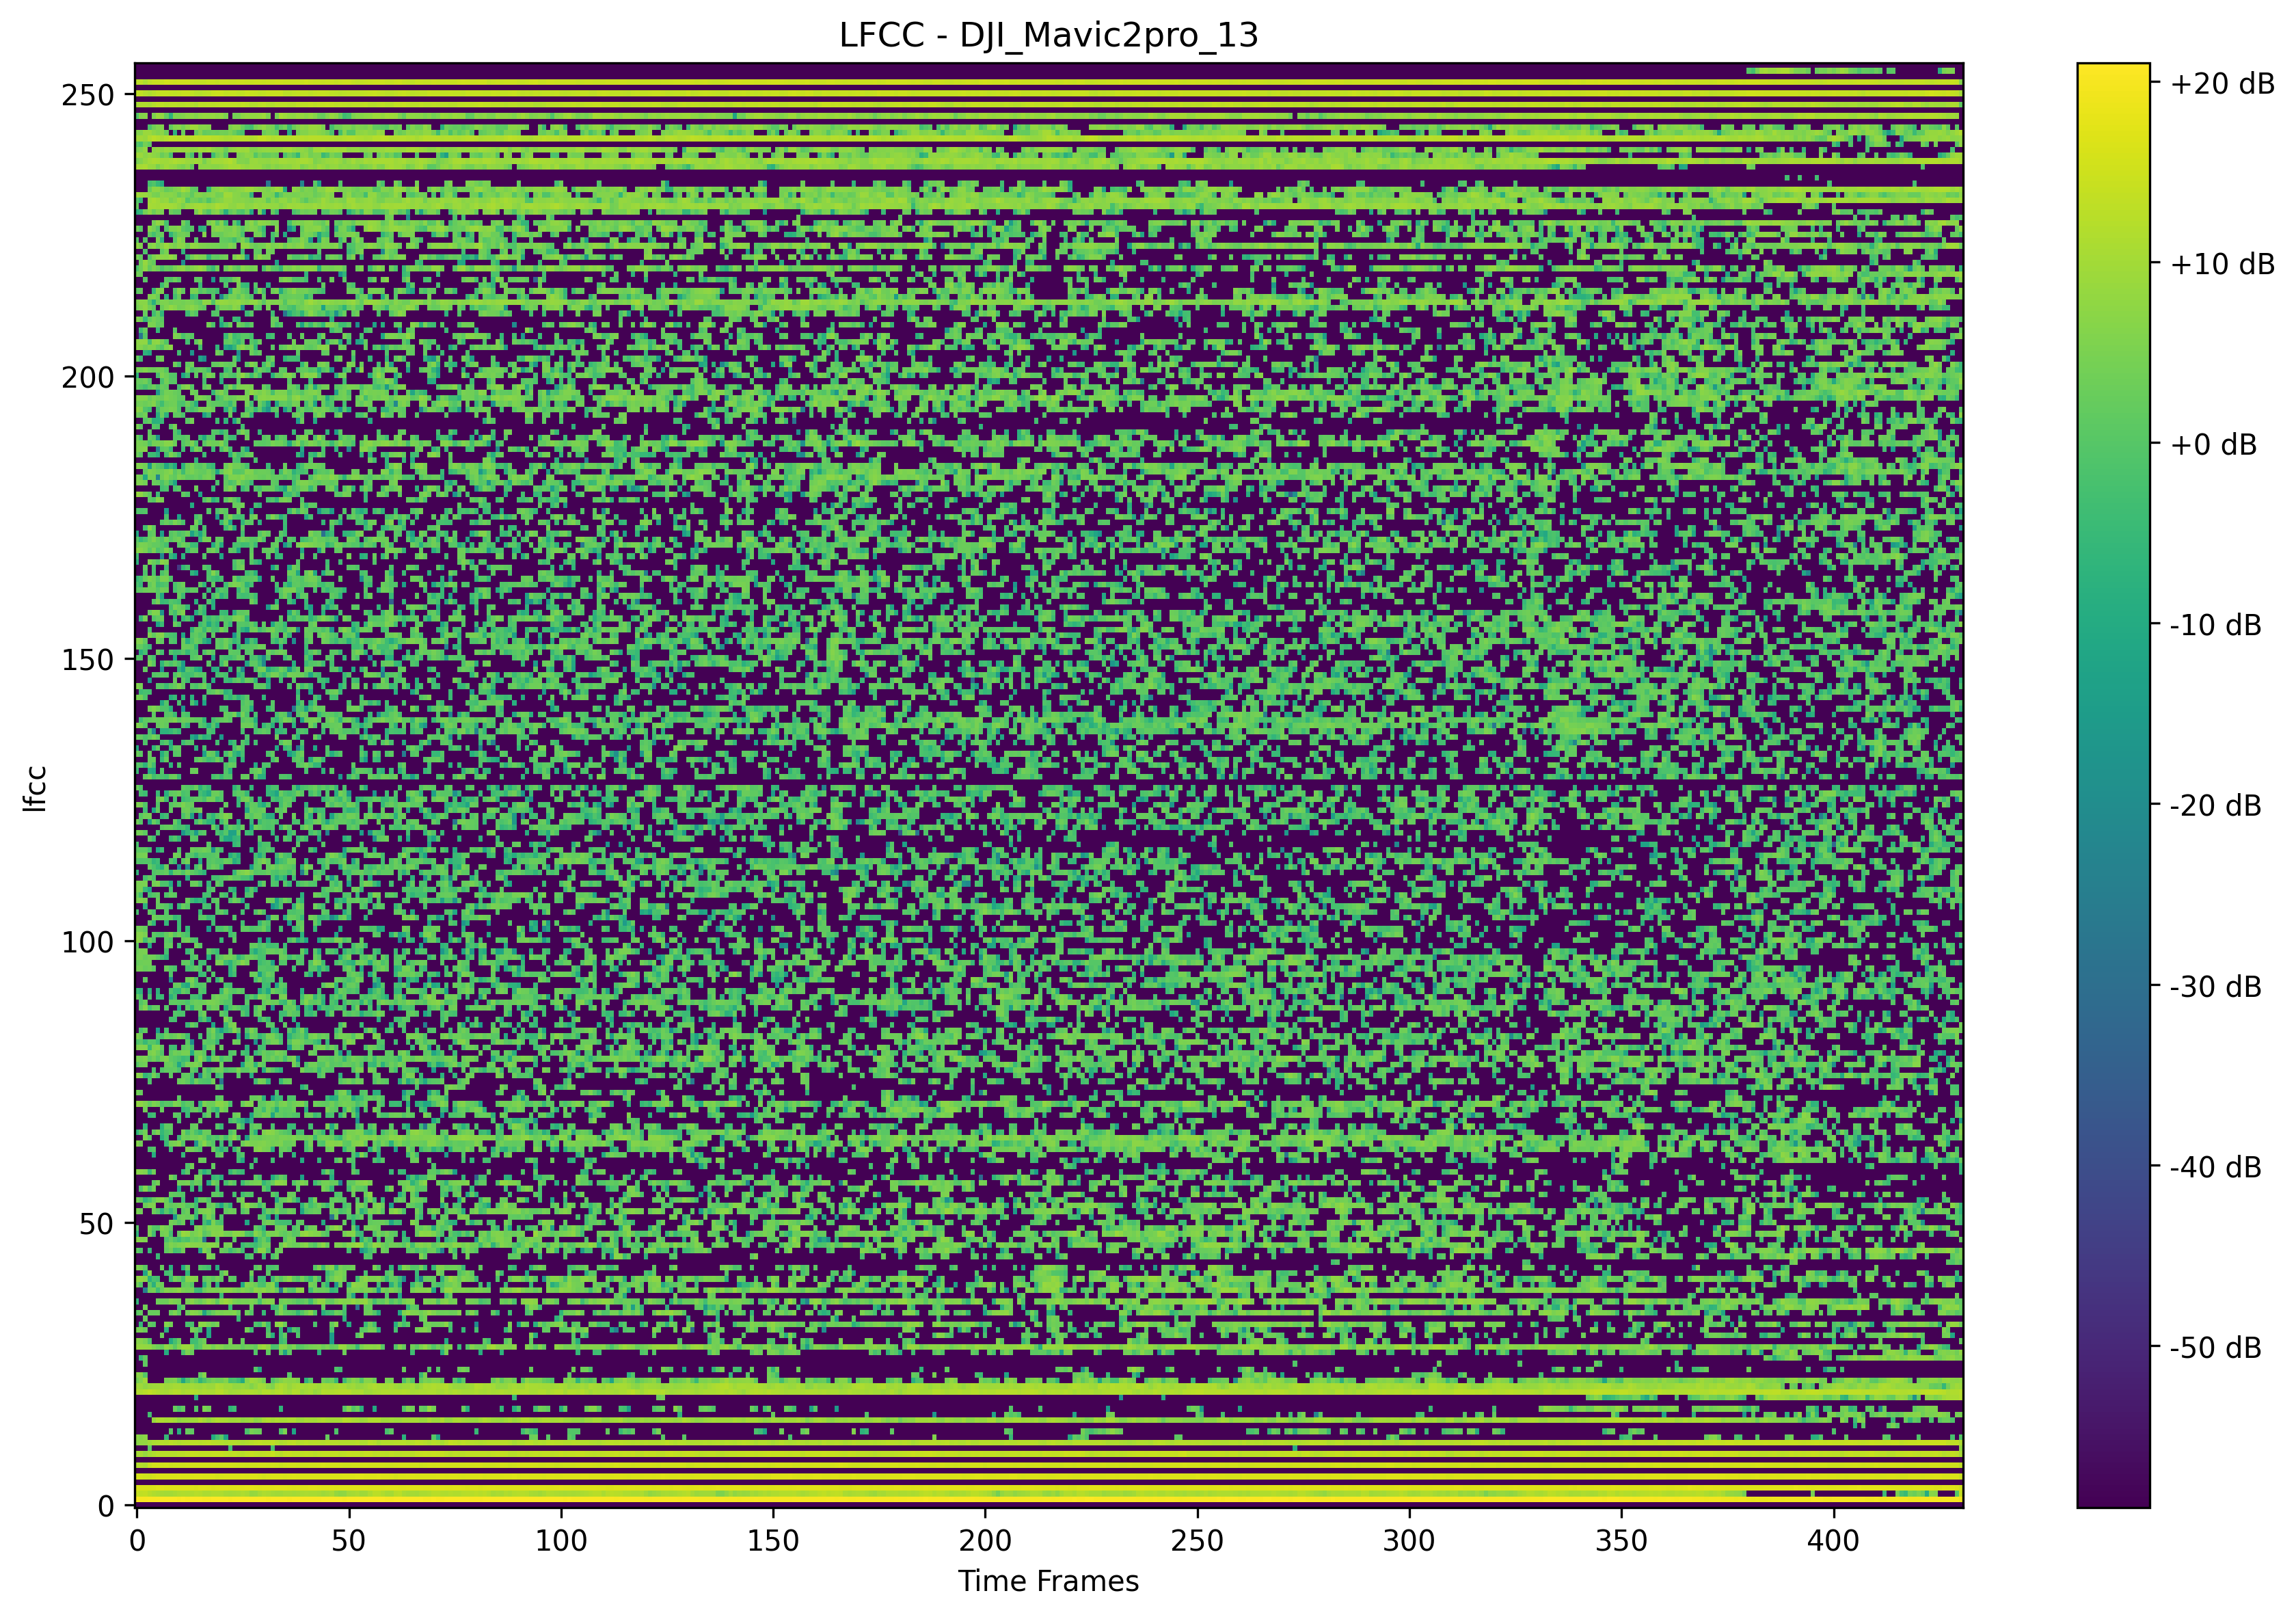 LFCC - DJI_Mavic2pro_13
250
200
150
100
50
0
lfcc
0 50 100 150 200 250 300 350 400
Time Frames
+20 dB
+10 dB
+0 dB
-10 dB
-20 dB
-30 dB
-40 dB
-50 dB